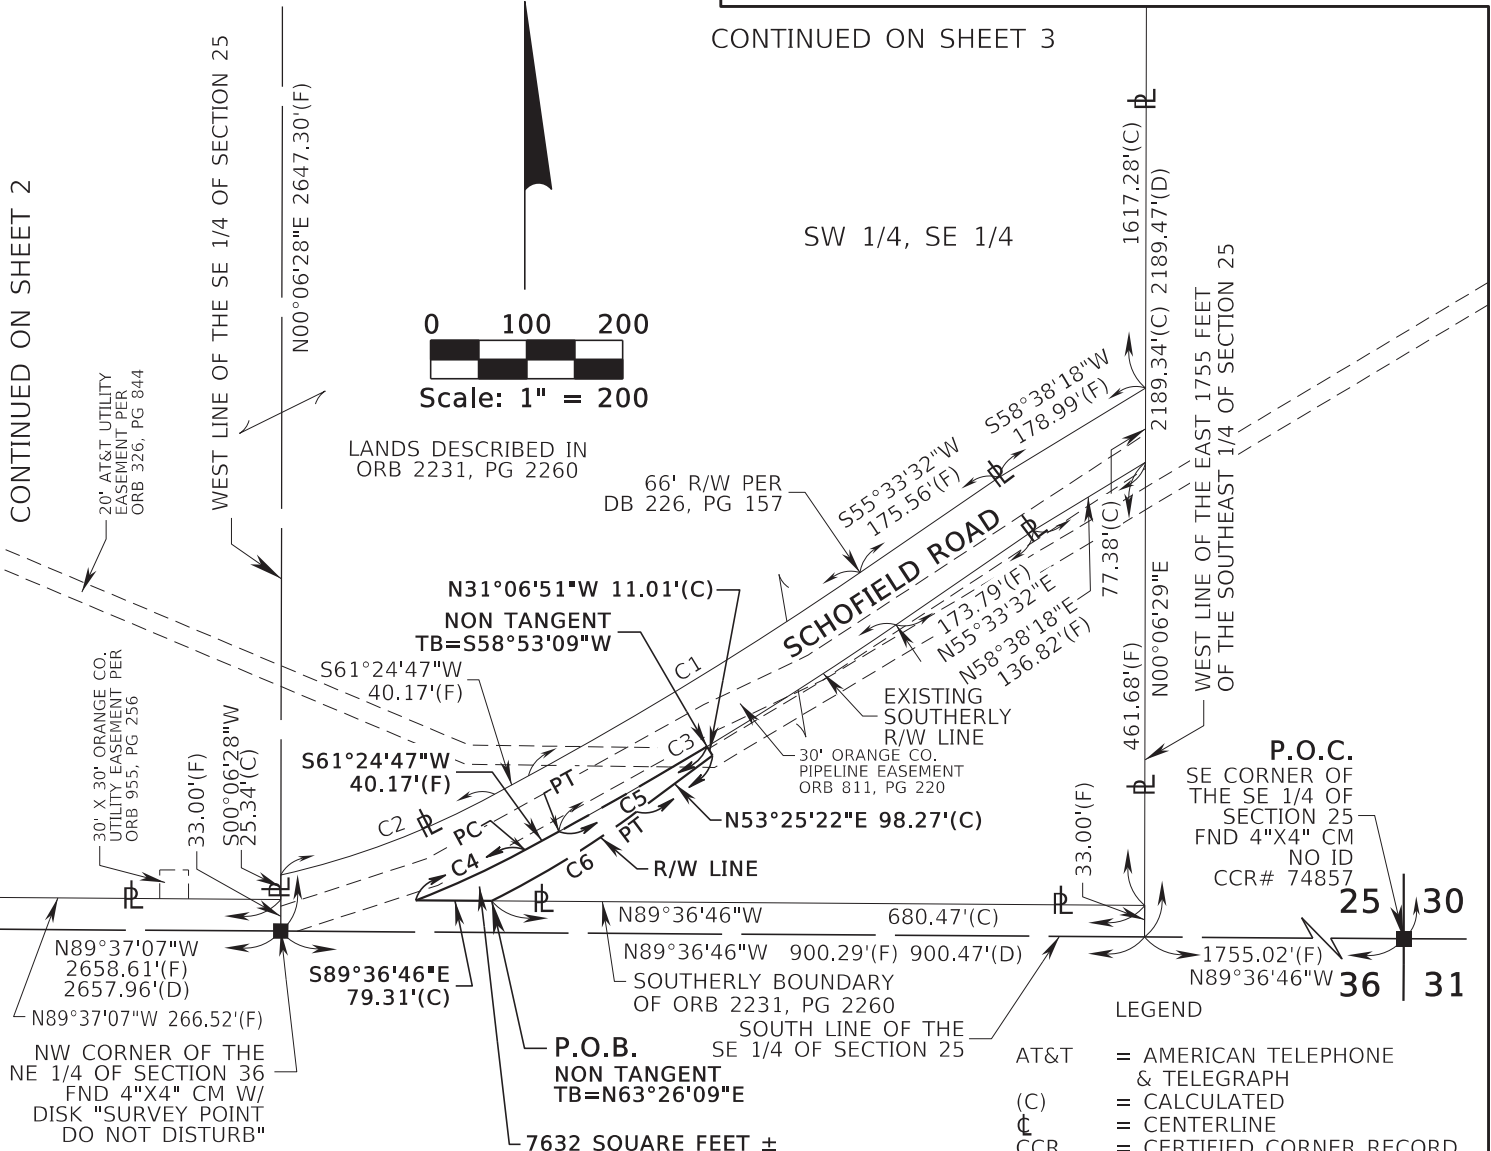 CONTINUED ON SHEET 3
CONTINUED ON SHEET 2
WEST LINE OF THE SE 1/4 OF SECTION 25
N00°06'28"E 2647.30'(F)
20' AT&T UTILITY
EASEMENT PER
ORB 326, PG 844
SW 1/4, SE 1/4
0 100 200
Scale: 1" = 200
LANDS DESCRIBED IN
ORB 2231, PG 2260
1617.28'(C)
2189.34'(C) 2189.47'(D)
WEST LINE OF THE EAST 1755 FEET
OF THE SOUTHEAST 1/4 OF SECTION 25
S58°38'18"W
178.99'(F)
S55°33'32"W
175.56'(F)
66' R/W PER
DB 226, PG 157
SCHOFIELD ROAD
77.38'(C)
461.68'(F)
N00°06'29"E
173.79'(F)
N55°33'32"E
N58°38'18"E
136.82'(F)
N31°06'51"W 11.01'(C)
NON TANGENT
TB=S58°53'09"W
S61°24'47"W
40.17'(F)
S61°24'47"W
40.17'(F)
C1
C2
C3
C4
C5
C6
PT
PC
PT
EXISTING
SOUTHERLY
R/W LINE
30' ORANGE CO.
PIPELINE EASEMENT
ORB 811, PG 220
N53°25'22"E 98.27'(C)
R/W LINE
30' X 30' ORANGE CO.
UTILITY EASEMENT PER
ORB 955, PG 256
33.00'(F)
S00°06'28"W
25.34'(C)
33.00'(F)
P.O.C.
SE CORNER OF
THE SE 1/4 OF
SECTION 25
FND 4"X4" CM
NO ID
CCR# 74857
25 30
36 31
N89°36'46"W 680.47'(C)
N89°36'46"W 900.29'(F) 900.47'(D)
1755.02'(F)
N89°36'46"W
N89°37'07"W
2658.61'(F)
2657.96'(D)
N89°37'07"W 266.52'(F)
S89°36'46"E
79.31'(C)
SOUTHERLY BOUNDARY
OF ORB 2231, PG 2260
SOUTH LINE OF THE
SE 1/4 OF SECTION 25
NW CORNER OF THE
NE 1/4 OF SECTION 36
FND 4"X4" CM W/
DISK "SURVEY POINT
DO NOT DISTURB"
P.O.B.
NON TANGENT
TB=N63°26'09"E
7632 SQUARE FEET ±
LEGEND
AT&T = AMERICAN TELEPHONE
& TELEGRAPH
(C) = CALCULATED
℄ = CENTERLINE
CCR = CERTIFIED CORNER RECORD